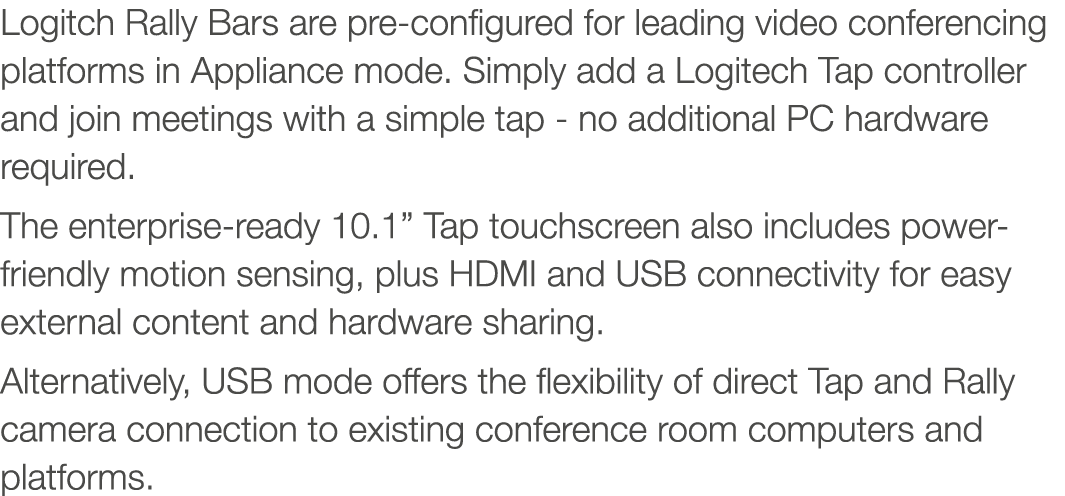 Logitch Rally Bars are pre-configured for leading video conferencing
platforms in Appliance mode. Simply add a Logitech Tap controller
and join meetings with a simple tap - no additional PC hardware
required.
The enterprise-ready 10.1” Tap touchscreen also includes power-
friendly motion sensing, plus HDMI and USB connectivity for easy
external content and hardware sharing.
Alternatively, USB mode offers the flexibility of direct Tap and Rally
camera connection to existing conference room computers and
platforms.